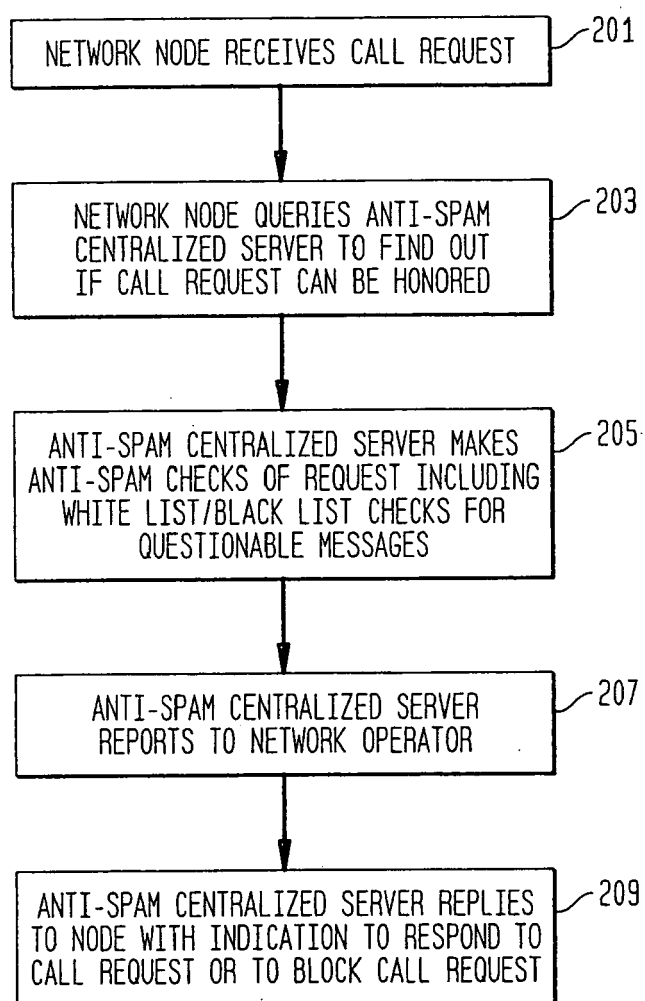 NETWORK NODE RECEIVES CALL REQUEST
201
NETWORK NODE QUERIES ANTI-SPAM
CENTRALIZED SERVER TO FIND OUT
IF CALL REQUEST CAN BE HONORED
203
ANTI-SPAM CENTRALIZED SERVER MAKES
ANTI-SPAM CHECKS OF REQUEST INCLUDING
WHITE LIST/BLACK LIST CHECKS FOR
QUESTIONABLE MESSAGES
205
ANTI-SPAM CENTRALIZED SERVER
REPORTS TO NETWORK OPERATOR
207
ANTI-SPAM CENTRALIZED SERVER REPLIES
TO NODE WITH INDICATION TO RESPOND TO
CALL REQUEST OR TO BLOCK CALL REQUEST
209